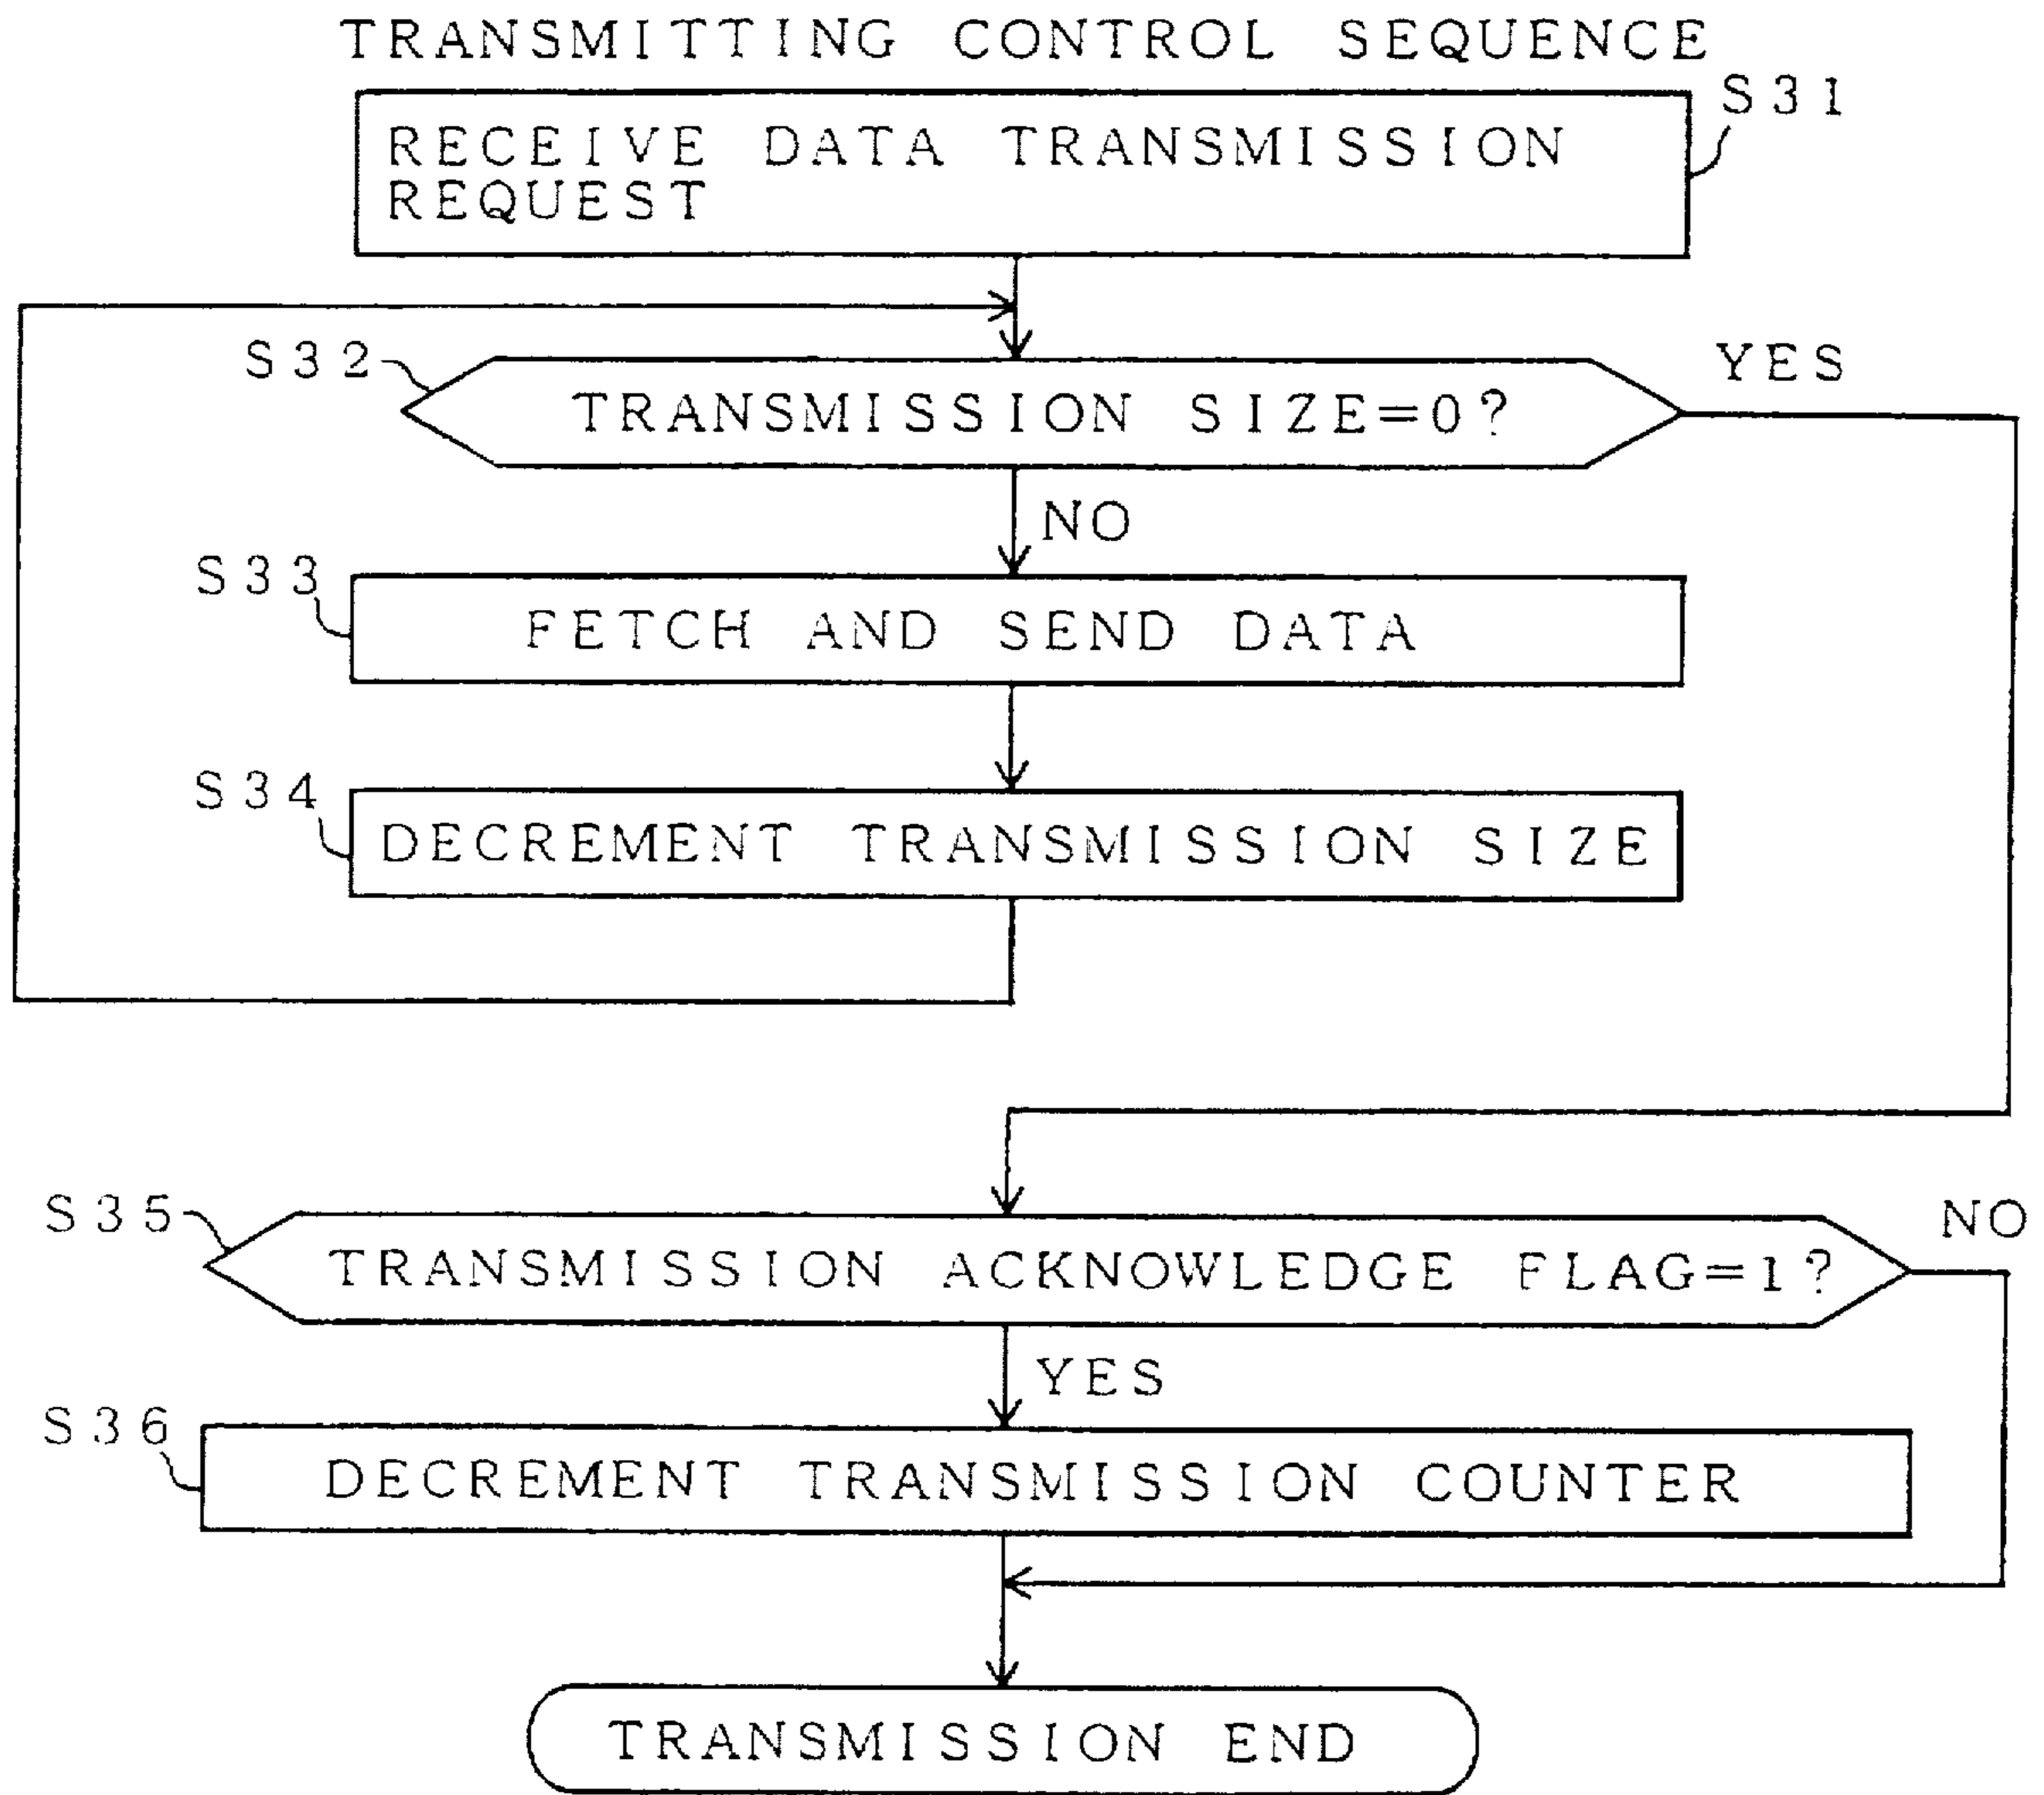 TRANSMITTING CONTROL SEQUENCE
S31
RECEIVE DATA TRANSMISSION
REQUEST
S32
YES
TRANSMISSION SIZE=0?
NO
S33
FETCH AND SEND DATA
S34
DECREMENT TRANSMISSION SIZE
S35
NO
TRANSMISSION ACKNOWLEDGE FLAG=1?
YES
S36
DECREMENT TRANSMISSION COUNTER
TRANSMISSION END